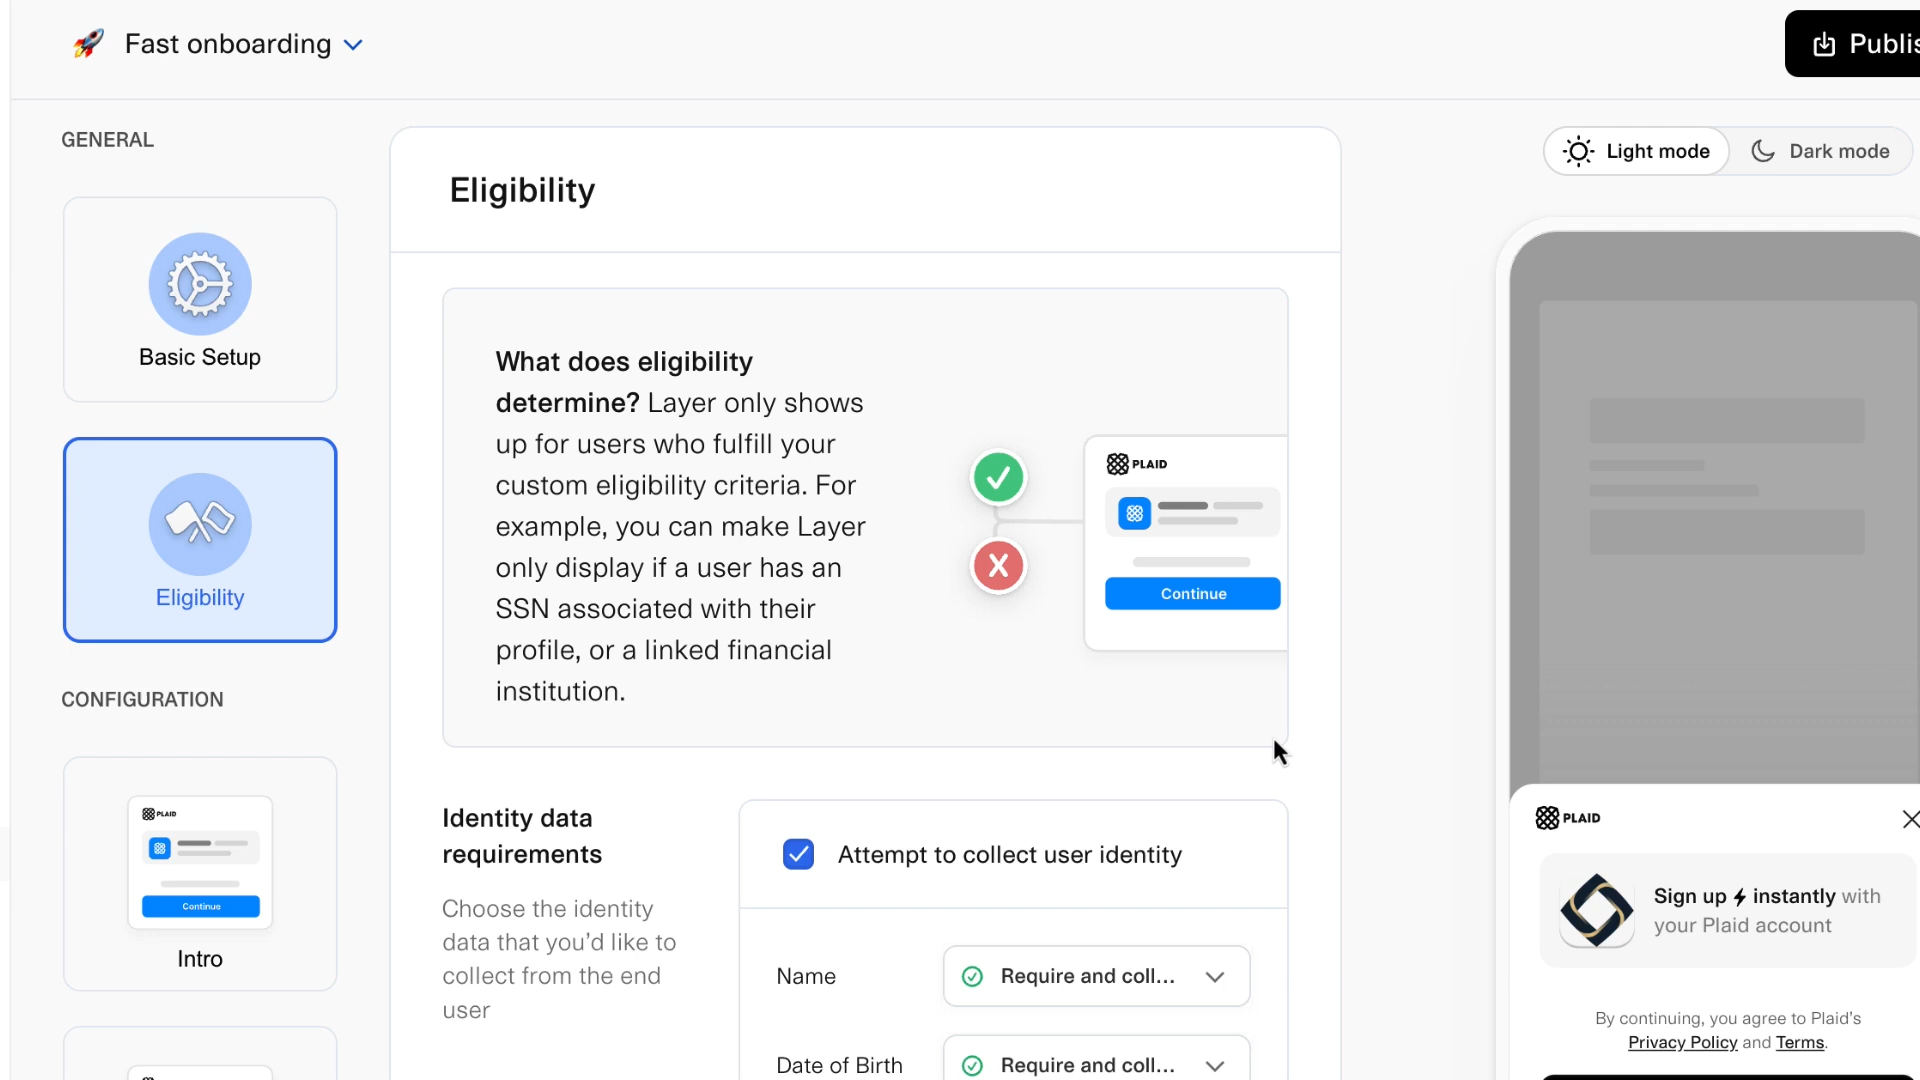 Fast onboarding
Publis
GENERAL
Basic Setup
Eligibility
CONFIGURATION
PLAID
Continue
Intro
Eligibility
What does eligibility
determine? Layer only shows
up for users who fulfill your
custom eligibility criteria. For
example, you can make Layer
only display if a user has an
SSN associated with their
profile, or a linked financial
institution.
PLAID
Continue
Identity data
requirements
Choose the identity
data that you'd like to
collect from the end
user
Attempt to collect user identity
Name
Require and coll...
Date of Birth
Require and coll...
Light mode
Dark mode
PLAID
Sign up instantly with
your Plaid account
By continuing, you agree to Plaid's
Privacy Policy and Terms.